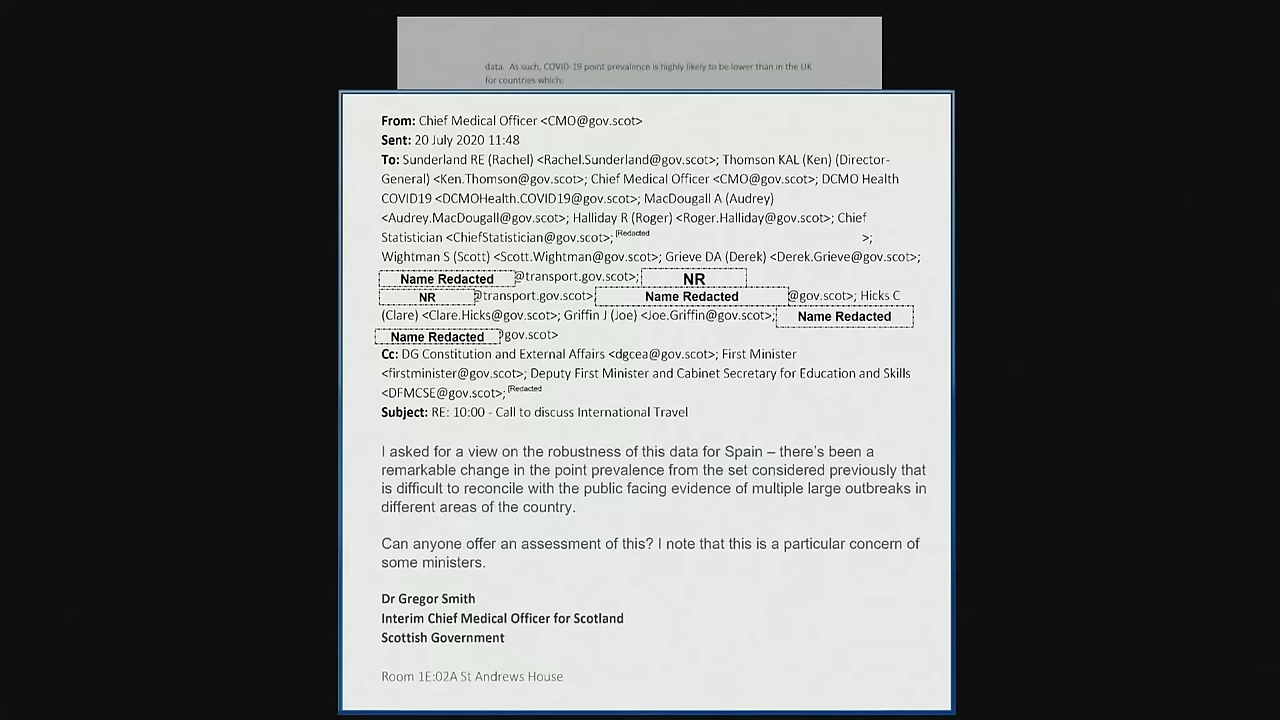 data. As such, COVID-19 point prevalence is highly likely to be lower than in the UK
for countries which:
From: Chief Medical Officer <CMO@gov.scot>
Sent: 20 July 2020 11:48
To: Sunderland RE (Rachel) <Rachel.Sunderland@gov.scot>; Thomson KAL (Ken) (Director-
General) <Ken.Thomson@gov.scot>; Chief Medical Officer <CMO@gov.scot>; DCMO Health
COVID19 <DCMOHealth.COVID19@gov.scot>; MacDougall A (Audrey)
<Audrey.MacDougall@gov.scot>; Halliday R (Roger) <Roger.Halliday@gov.scot>; Chief
Statistician <ChiefStatistician@gov.scot>; [Redacted >;
Wightman S (Scott) <Scott.Wightman@gov.scot>; Grieve DA (Derek) <Derek.Grieve@gov.scot>;
Name Redacted @transport.gov.scot>; NR
NR @transport.gov.scot>; Name Redacted @gov.scot>; Hicks C
(Clare) <Clare.Hicks@gov.scot>; Griffin J (Joe) <Joe.Griffin@gov.scot>; Name Redacted
Name Redacted gov.scot>
Cc: DG Constitution and External Affairs <dgcea@gov.scot>; First Minister
<firstminister@gov.scot>; Deputy First Minister and Cabinet Secretary for Education and Skills
<DFMCSE@gov.scot>; [Redacted
Subject: RE: 10:00 - Call to discuss International Travel
I asked for a view on the robustness of this data for Spain – there's been a
remarkable change in the point prevalence from the set considered previously that
is difficult to reconcile with the public facing evidence of multiple large outbreaks in
different areas of the country.
Can anyone offer an assessment of this? I note that this is a particular concern of
some ministers.
Dr Gregor Smith
Interim Chief Medical Officer for Scotland
Scottish Government
Room 1E:02A St Andrews House